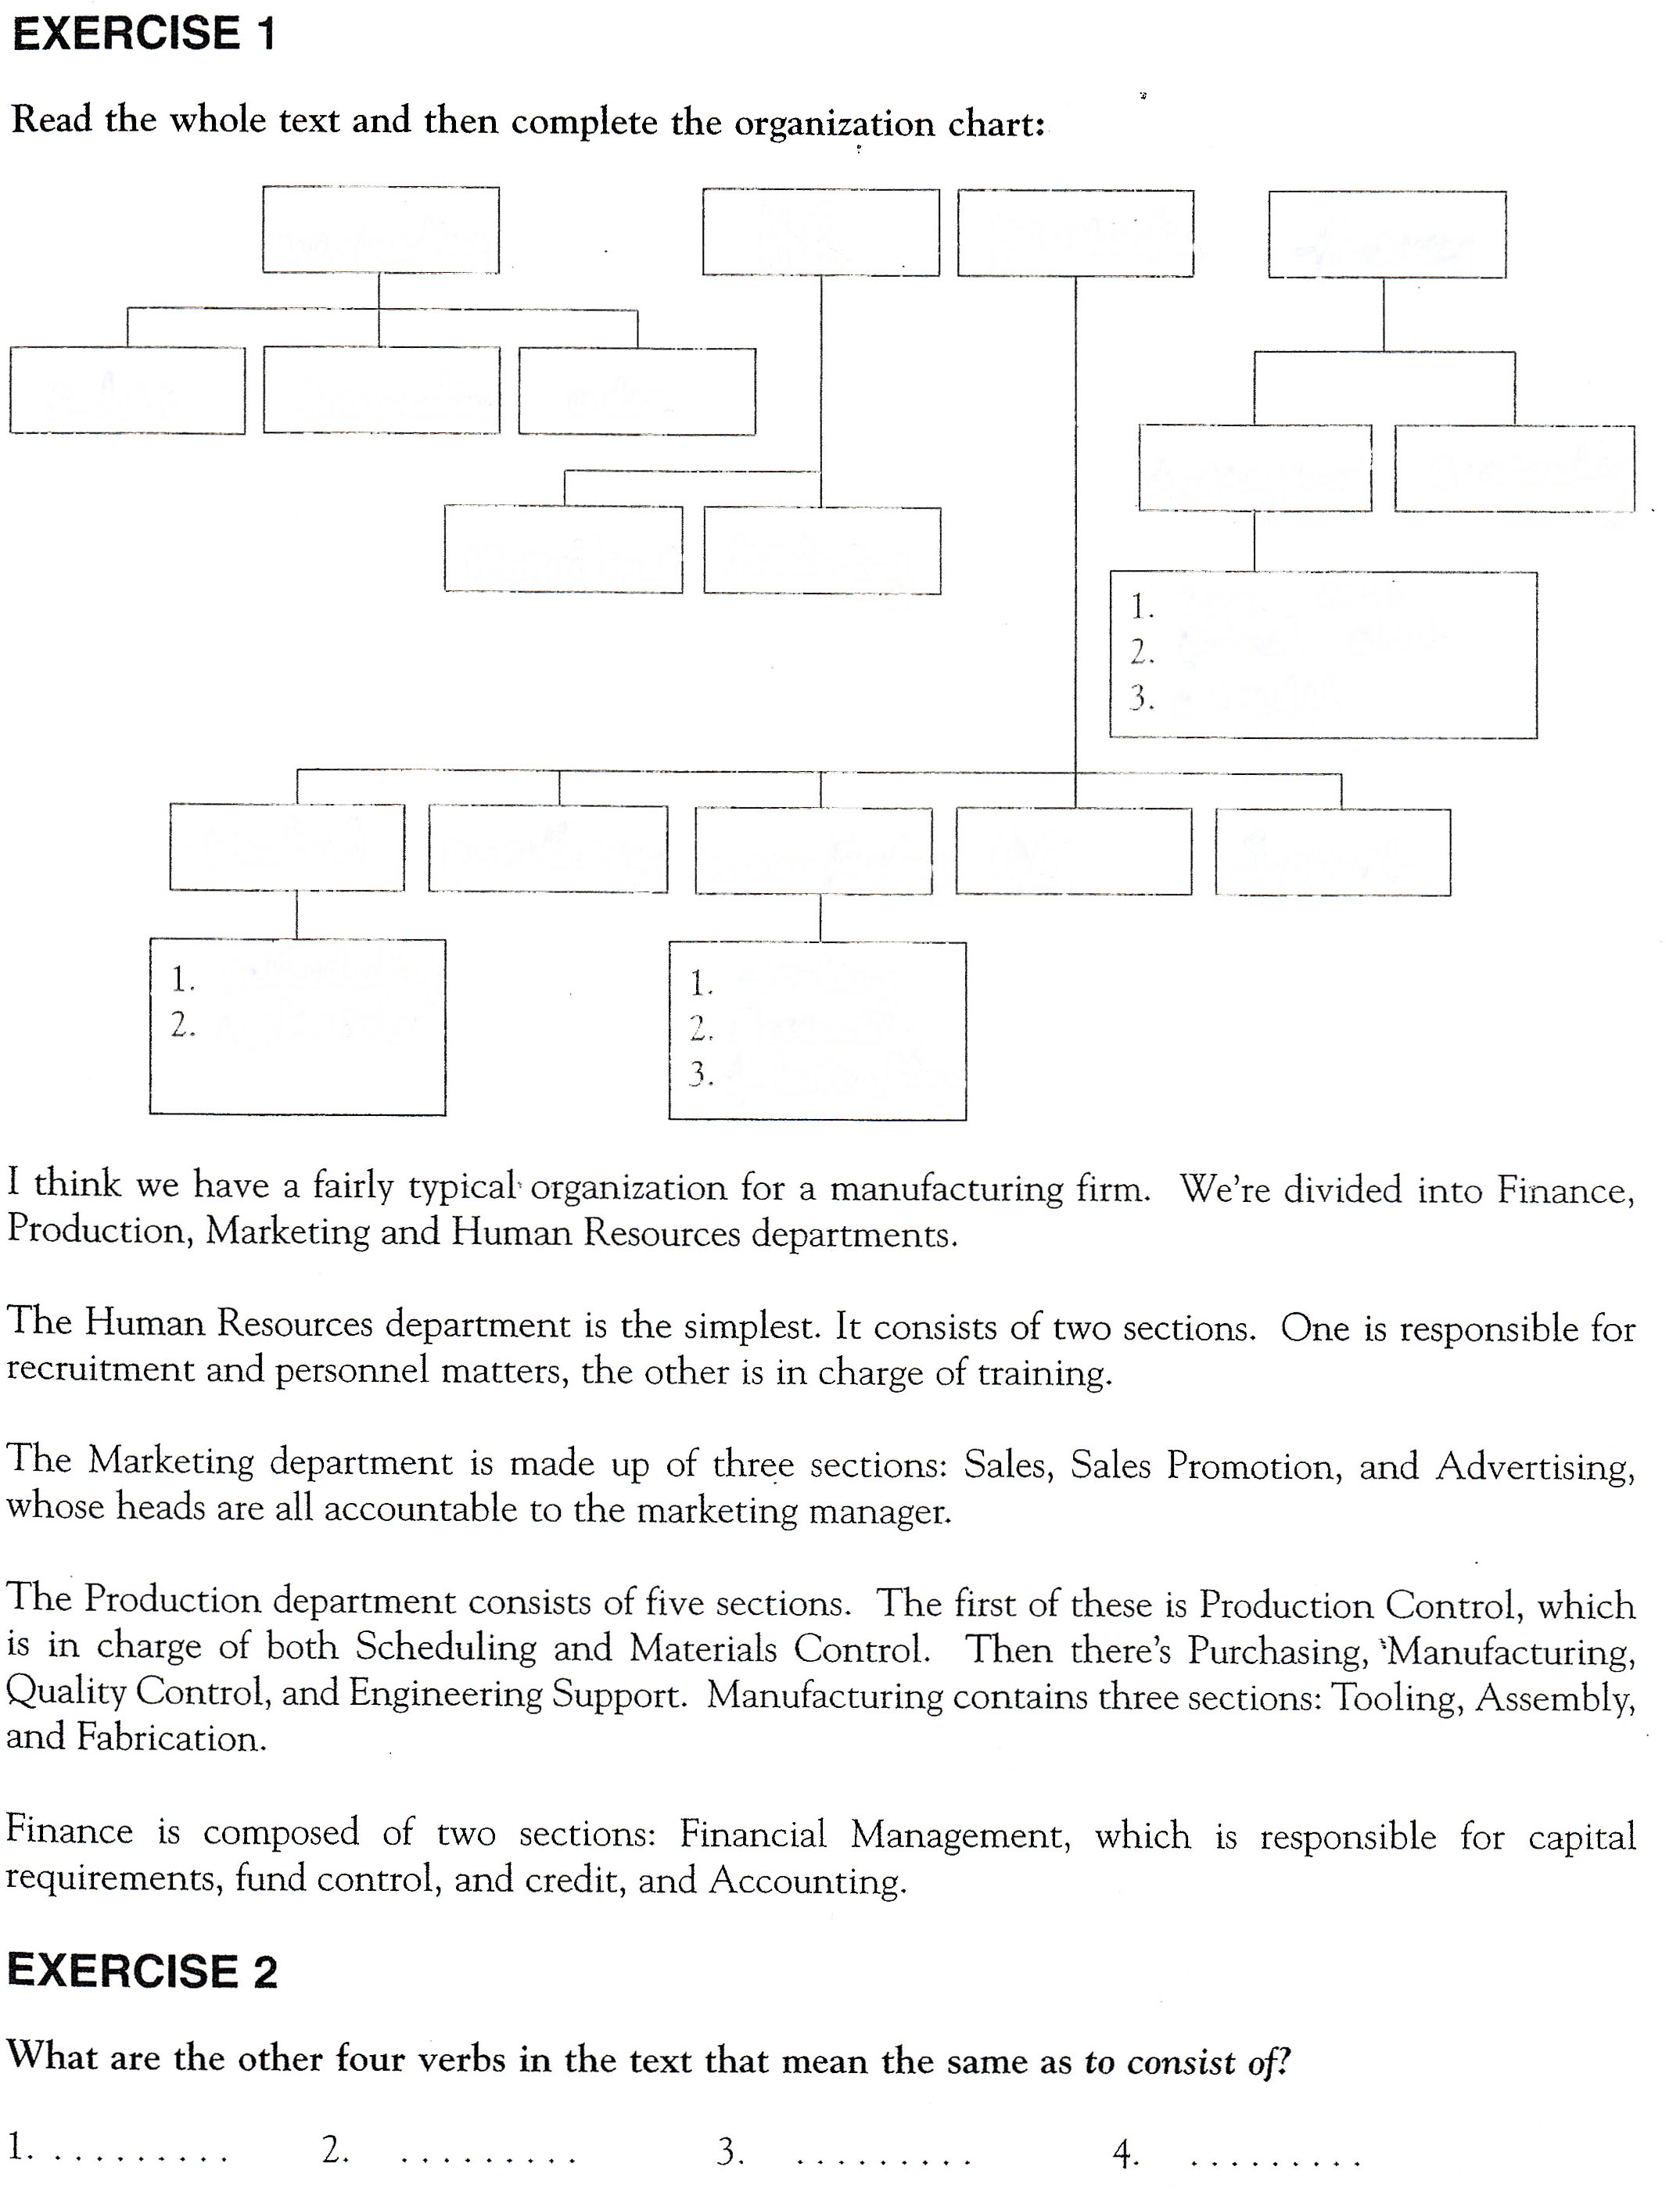 EXERCISE 1
Read the whole text and then complete the organization chart:
1.
2.
3.
1.
2.
1.
2.
3.
I think we have a fairly typical organization for a manufacturing firm. We're divided into Finance,
Production, Marketing and Human Resources departments.
The Human Resources department is the simplest. It consists of two sections. One is responsible for
recruitment and personnel matters, the other is in charge of training.
The Marketing department is made up of three sections: Sales, Sales Promotion, and Advertising,
whose heads are all accountable to the marketing manager.
The Production department consists of five sections. The first of these is Production Control, which
is in charge of both Scheduling and Materials Control. Then there's Purchasing, Manufacturing,
Quality Control, and Engineering Support. Manufacturing contains three sections: Tooling, Assembly,
and Fabrication.
Finance is composed of two sections: Financial Management, which is responsible for capital
requirements, fund control, and credit, and Accounting.
EXERCISE 2
What are the other four verbs in the text that mean the same as to consist of?
1. .......... 2. ......... 3. ......... 4. .........